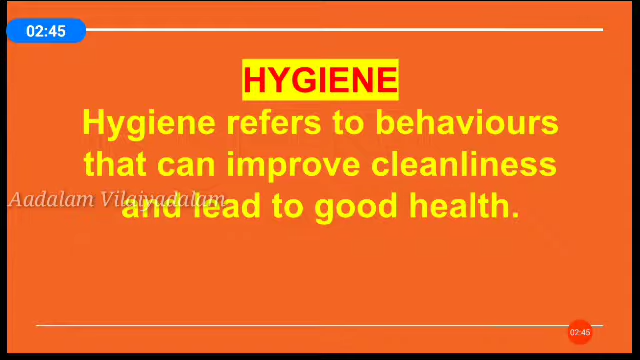 02:45
HYGIENE
Hygiene refers to behaviours
that can improve cleanliness
Aadalam Vilaiyadalam
and lead to good health.
02:45